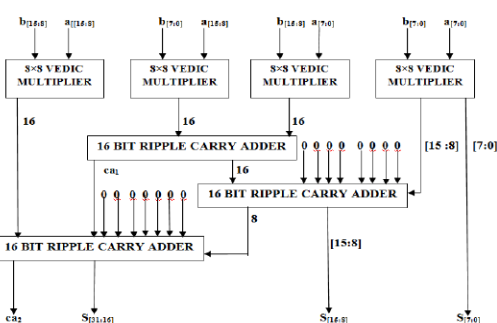 b[15:8] a[[15:8] b[7:0] a[15:8] b[15:8] a[7:0] b[7:0] a[7:0]
8×8 VEDIC MULTIPLIER
8×8 VEDIC MULTIPLIER
8×8 VEDIC MULTIPLIER
8×8 VEDIC MULTIPLIER
16 16 16
16 BIT RIPPLE CARRY ADDER
0 0 0 0 0 0 0 0
[15 :8] [7:0]
ca1 16
16 BIT RIPPLE CARRY ADDER
0 0 0 0 0 0 0
8
16 BIT RIPPLE CARRY ADDER
[15:8]
ca2 S[31:16] S[15:8] S[7:0]